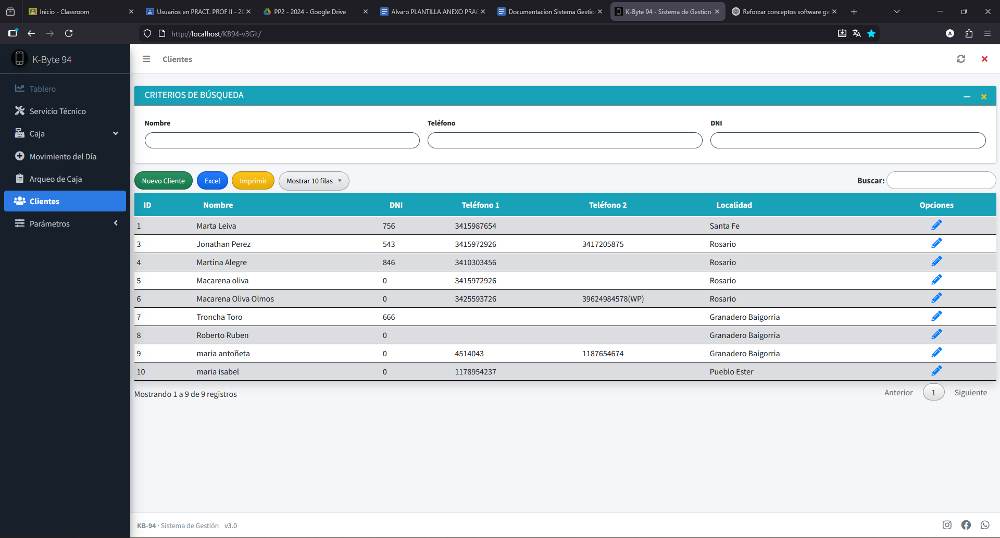 Inicio - Classroom
Usuarios en PRACT. PROF II - 20
PP2 - 2024 - Google Drive
Alvaro PLANTILLA ANEXO PRAC
Documentacion Sistema Gestion
K-Byte 94 - Sistema de Gestion
Reforzar conceptos software ge
http://localhost/KB94-v3Git/
A
K-Byte 94
Clientes
Tablero
Servicio Técnico
Caja
Movimiento del Día
Arqueo de Caja
Clientes
Parámetros
CRITERIOS DE BÚSQUEDA
Nombre Teléfono DNI
Nuevo Cliente Excel Imprimir Mostrar 10 filas Buscar:
ID Nombre DNI Teléfono 1 Teléfono 2 Localidad Opciones
1 Marta Leiva 756 3415987654 Santa Fe
3 Jonathan Perez 543 3415972926 3417205875 Rosario
4 Martina Alegre 846 3410303456 Rosario
5 Macarena oliva 0 3415972926 Rosario
6 Macarena Oliva Olmos 0 3425593726 39624984578(WP) Rosario
7 Troncha Toro 666 Granadero Baigorria
8 Roberto Ruben 0 Granadero Baigorria
9 maria antoñeta 0 4514043 1187654674 Granadero Baigorria
10 maria isabel 0 1178954237 Pueblo Ester
Mostrando 1 a 9 de 9 registros
Anterior 1 Siguiente
KB-94 · Sistema de Gestión v3.0